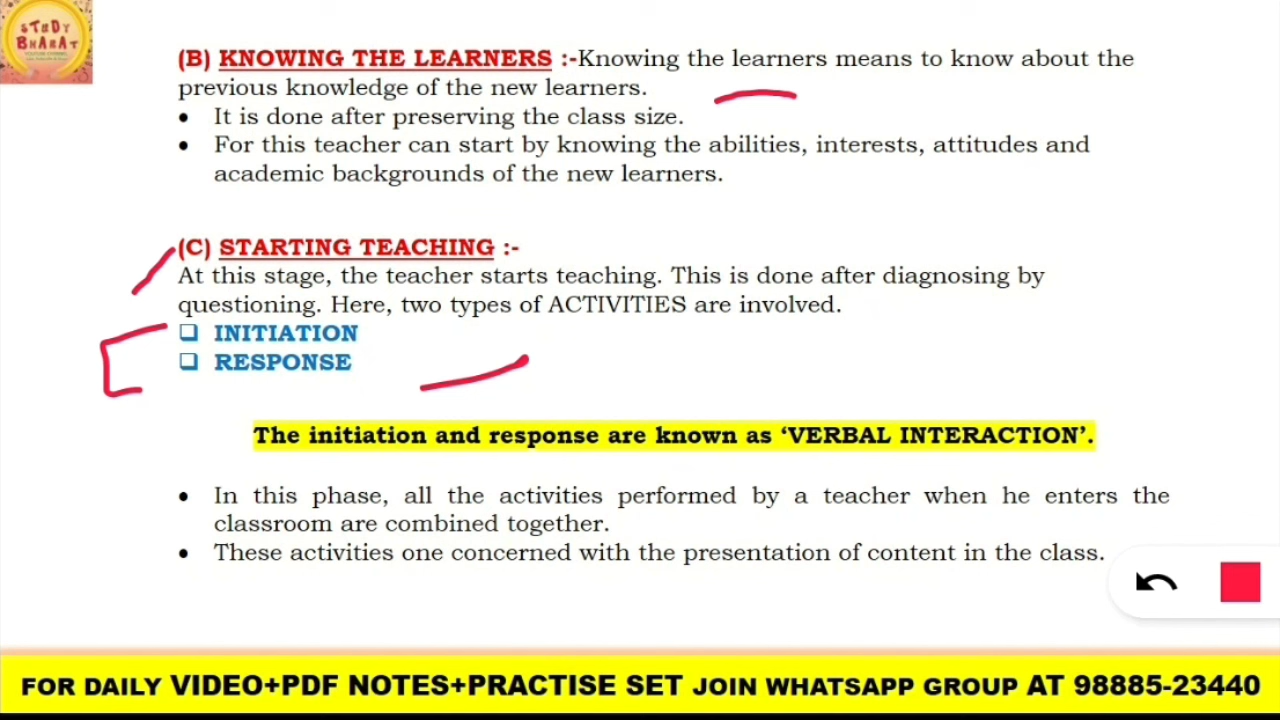 STUDY
BHARAT
(B) KNOWING THE LEARNERS :-Knowing the learners means to know about the
previous knowledge of the new learners.
• It is done after preserving the class size.
• For this teacher can start by knowing the abilities, interests, attitudes and
academic backgrounds of the new learners.
(C) STARTING TEACHING :-
At this stage, the teacher starts teaching. This is done after diagnosing by
questioning. Here, two types of ACTIVITIES are involved.
❑ INITIATION
❑ RESPONSE
The initiation and response are known as ‘VERBAL INTERACTION’.
• In this phase, all the activities performed by a teacher when he enters the
classroom are combined together.
• These activities one concerned with the presentation of content in the class.
FOR DAILY VIDEO+PDF NOTES+PRACTISE SET JOIN WHATSAPP GROUP AT 98885-23440